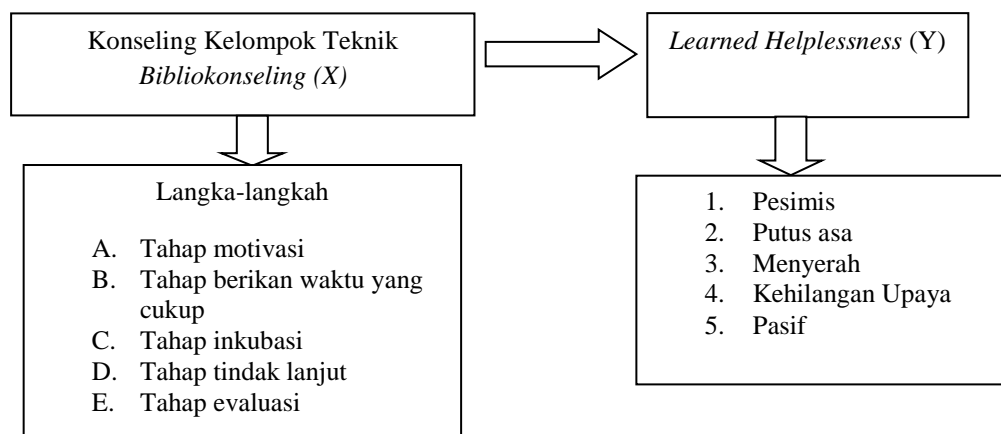 Konseling Kelompok Teknik
Bibliokonseling (X)
Learned Helplessness (Y)
Langka-langkah
A. Tahap motivasi
B. Tahap berikan waktu yang
cukup
C. Tahap inkubasi
D. Tahap tindak lanjut
E. Tahap evaluasi
1. Pesimis
2. Putus asa
3. Menyerah
4. Kehilangan Upaya
5. Pasif